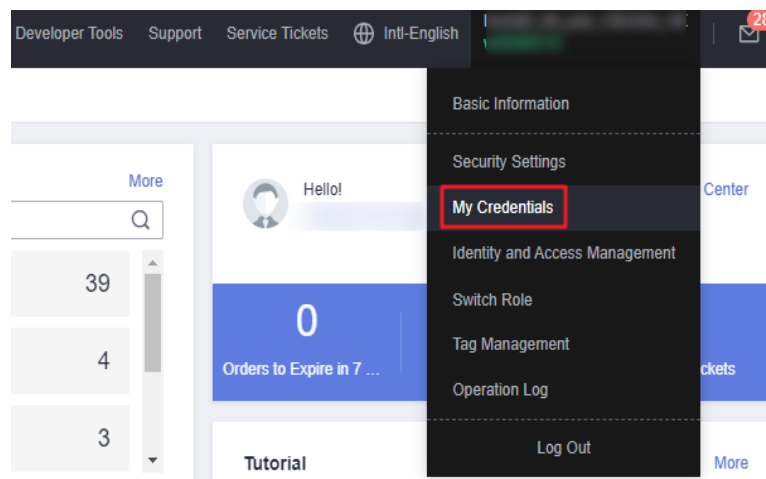 Developer Tools Support Service Tickets Intl-English
28
Basic Information
Security Settings
My Credentials
Identity and Access Management
Switch Role
Tag Management
Operation Log
Log Out
More
39
4
3
Hello!
Center
0
Orders to Expire in 7 ...
ckets
Tutorial
More